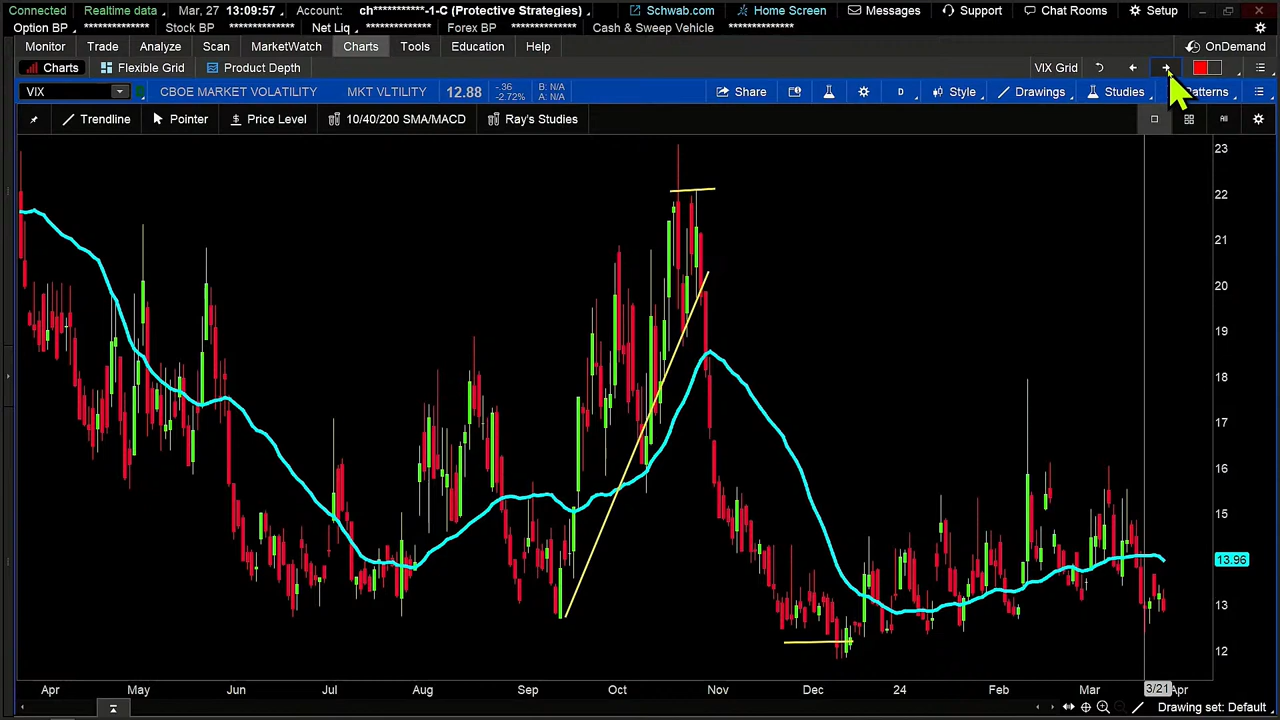 Connected Realtime data Mar, 27 13:09:57 Account: ch***********-1-C (Protective Strategies) Schwab.com Home Screen Messages Support Chat Rooms Setup
Option BP Stock BP Net Liq Forex BP Cash & Sweep Vehicle
Monitor Trade Analyze Scan MarketWatch Charts Tools Education Help OnDemand
Charts Flexible Grid Product Depth VIX Grid
VIX CBOE MARKET VOLATILITY MKT VLTILITY 12.88 -.36 B: N/A
-2.72% A: N/A
Share D Style Drawings Studies Patterns
Trendline Pointer Price Level 10/40/200 SMA/MACD Ray's Studies All
23
22
21
20
19
18
17
16
15
13.96
13
12
Apr May Jun Jul Aug Sep Oct Nov Dec 24 Feb Mar 3/21 Apr
Drawing set: Default